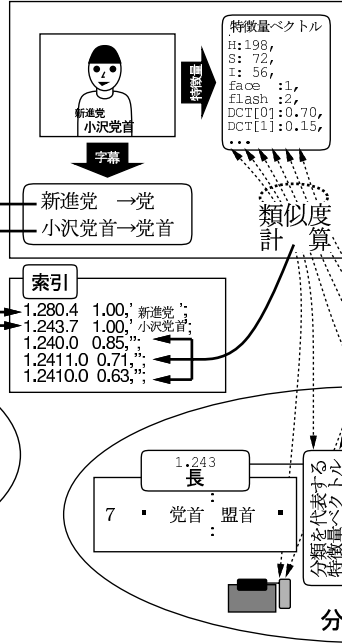 特徴量ベクトル
H:198,
S: 72,
I: 56,
face :1,
flash :2,
DCT[0]:0.70,
DCT[1]:0.15,
...
特徴量
新進党
小沢党首
字幕
新進党 →党
小沢党首→党首
類似度
計 算
索引
1.280.4 1.00,'新進党';
1.243.7 1.00,'小沢党首';
1.240.0 0.85,'';
1.2411.0 0.71,'';
1.2410.0 0.63,'';
1.243
長
7 ・ 党首 盟首 ・
分類を代表する
特徴量ベクトル
分